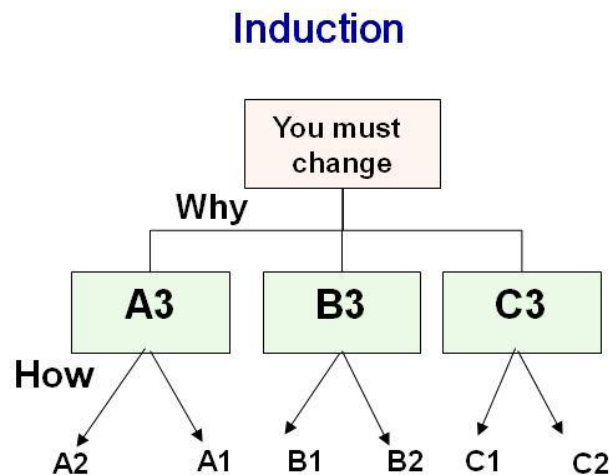 Induction
You must
change
Why
A3 B3 C3
How
A2 A1 B1 B2 C1 C2